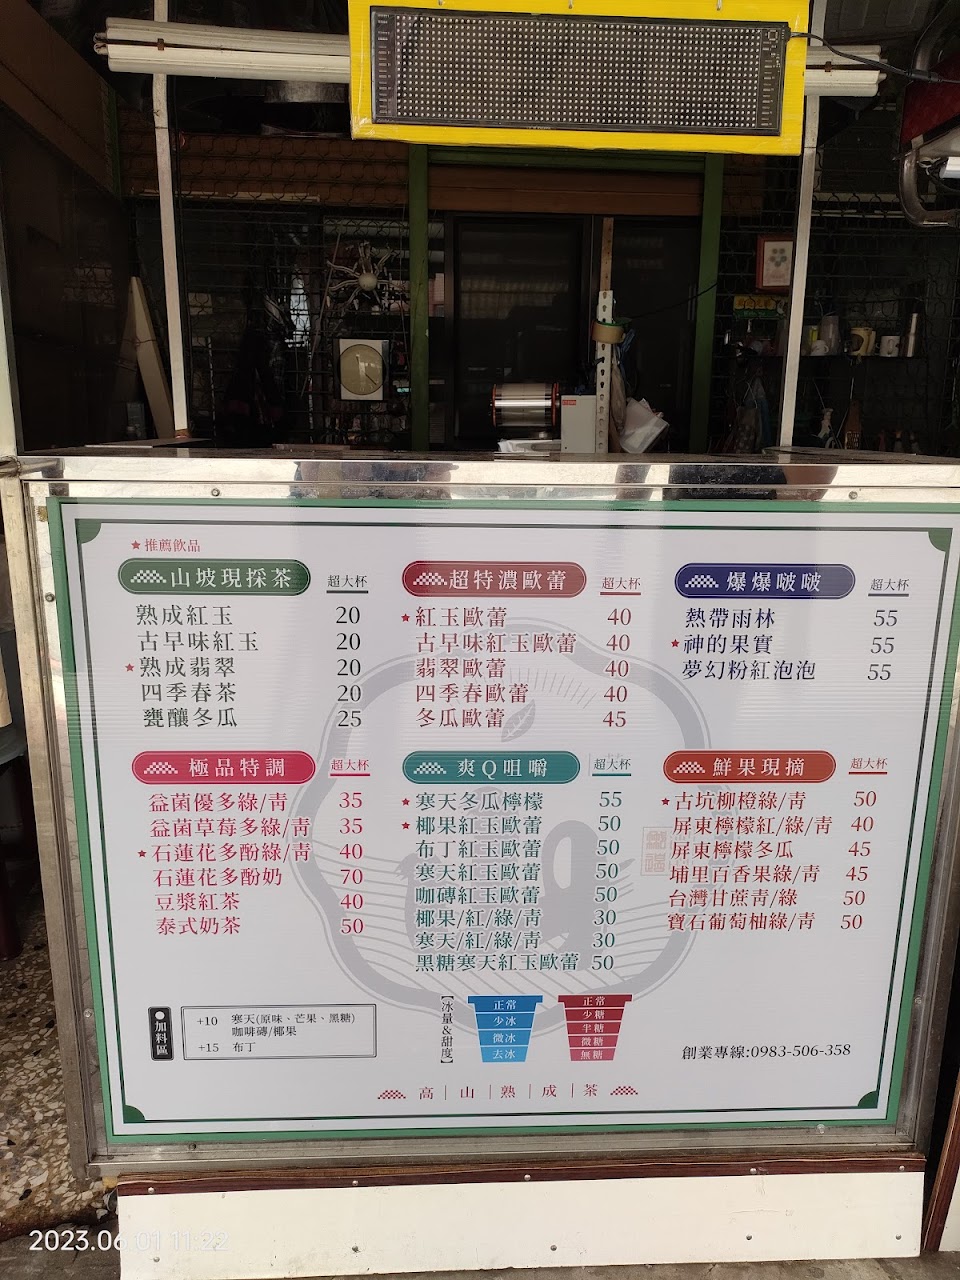 ★推薦飲品
山坡現採茶 超大杯
熟成紅玉 20
古早味紅玉 20
★熟成翡翠 20
四季春茶 20
甕釀冬瓜 25
超特濃歐蕾 超大杯
★紅玉歐蕾 40
古早味紅玉歐蕾 40
翡翠歐蕾 40
四季春歐蕾 40
冬瓜歐蕾 45
爆爆啵啵 超大杯
熱帶雨林 55
★神的果實 55
夢幻粉紅泡泡 55
極品特調 超大杯
益菌優多綠/靑 35
益菌草莓多綠/靑 35
★石蓮花多酚綠/靑 40
石蓮花多酚奶 70
豆漿紅茶 40
泰式奶茶 50
爽Q咀嚼 超大杯
★寒天冬瓜檸檬 55
★椰果紅玉歐蕾 50
布丁紅玉歐蕾 50
寒天紅玉歐蕾 50
咖磚紅玉歐蕾 50
椰果/紅/綠/靑 30
寒天/紅/綠/靑 30
黑糖寒天紅玉歐蕾 50
鮮果現摘 超大杯
★古坑柳橙綠/靑 50
屏東檸檬紅/綠/靑 40
屏東檸檬冬瓜 45
埔里百香果綠/靑 45
台灣甘蔗靑/綠 50
寶石葡萄柚綠/靑 50
加料區
+10 寒天(原味、芒果、黑糖)
咖啡磚/椰果
+15 布丁
【冰量&甜度】
正常
少冰
微冰
去冰
正常
少糖
半糖
微糖
無糖
創業專線:0983-506-358
高｜山｜熟｜成｜茶
2023.06.01 11:22